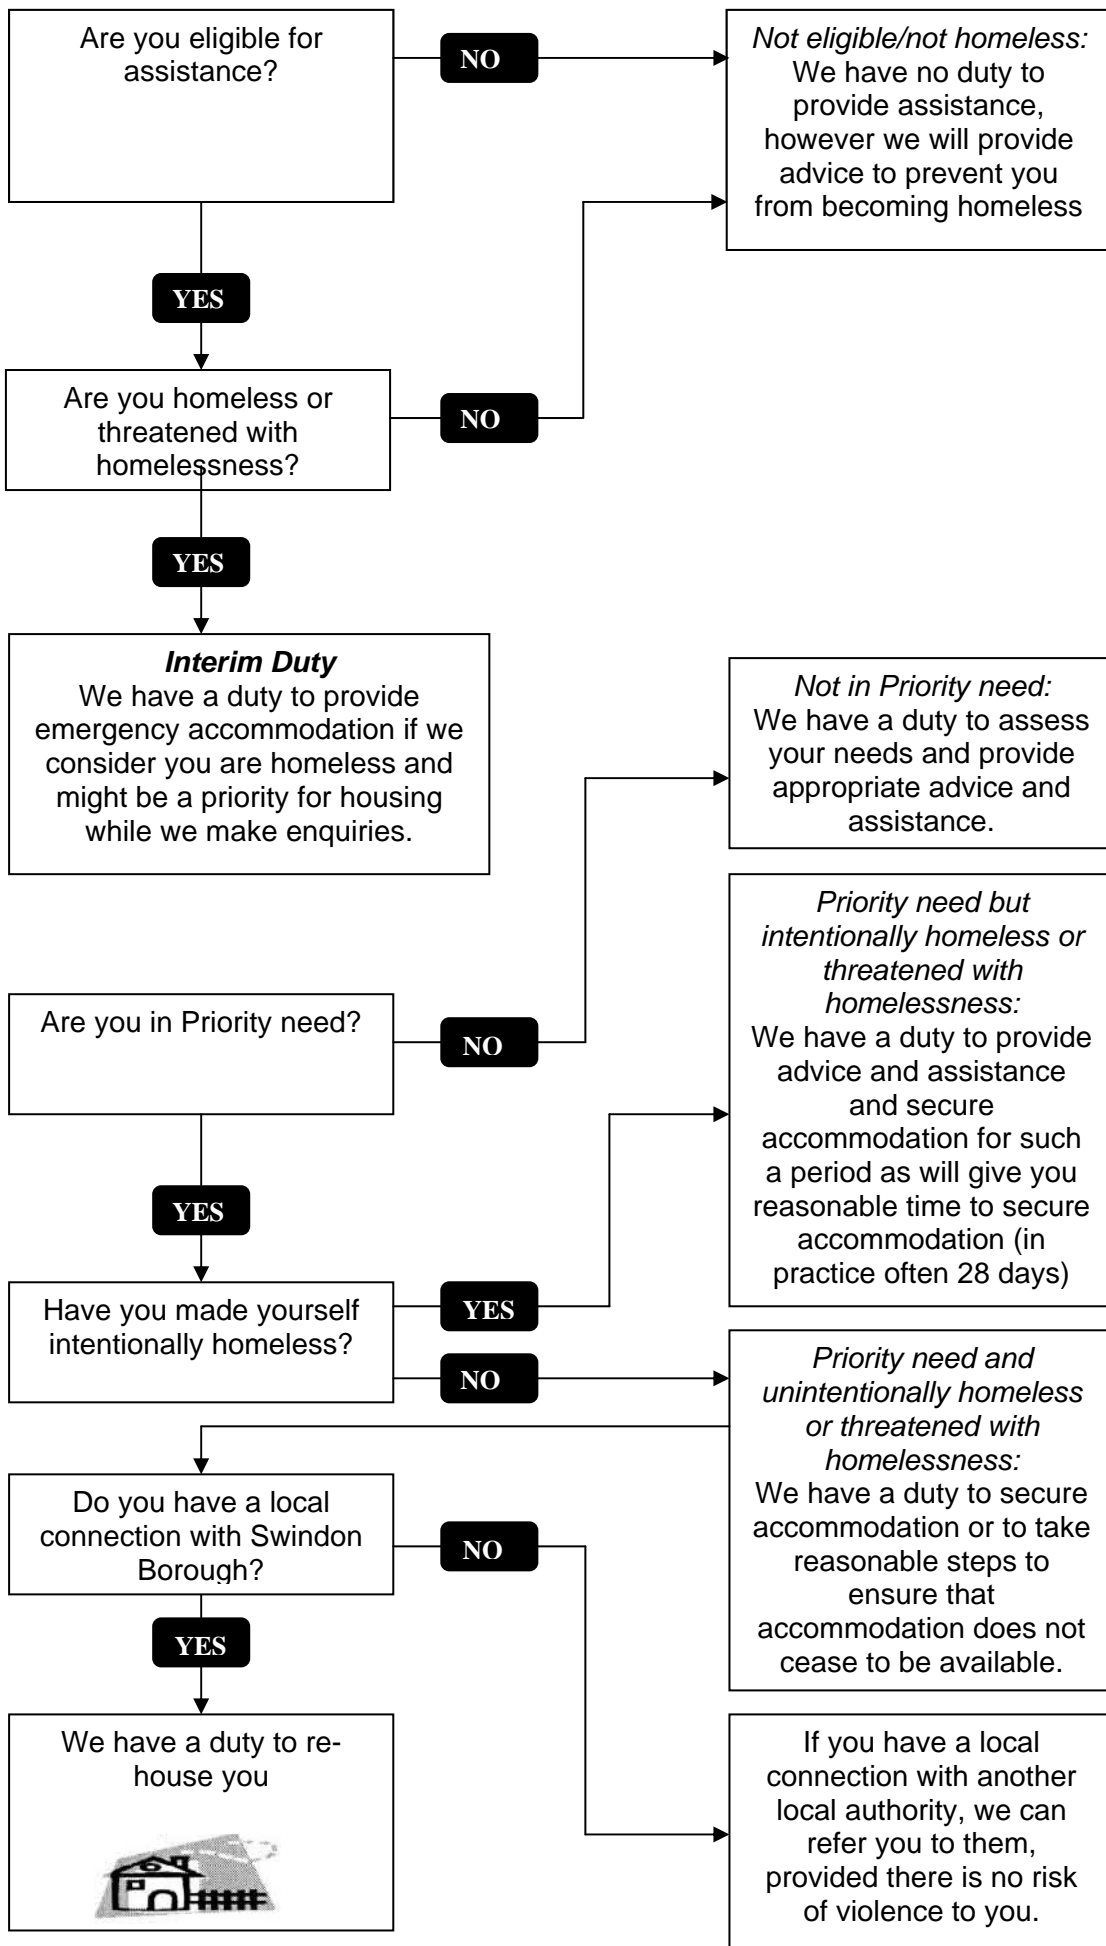 Are you eligible for
assistance?
NO
Not eligible/not homeless:
We have no duty to
provide assistance,
however we will provide
advice to prevent you
from becoming homeless
YES
Are you homeless or
threatened with
homelessness?
NO
YES
Interim Duty
We have a duty to provide
emergency accommodation if we
consider you are homeless and
might be a priority for housing
while we make enquiries.
Not in Priority need:
We have a duty to assess
your needs and provide
appropriate advice and
assistance.
Are you in Priority need?
NO
Priority need but
intentionally homeless or
threatened with
homelessness:
We have a duty to provide
advice and assistance
and secure
accommodation for such
a period as will give you
reasonable time to secure
accommodation (in
practice often 28 days)
YES
Have you made yourself
intentionally homeless?
YES
NO
Priority need and
unintentionally homeless
or threatened with
homelessness:
We have a duty to secure
accommodation or to take
reasonable steps to
ensure that
accommodation does not
cease to be available.
Do you have a local
connection with Swindon
Borough?
NO
YES
We have a duty to re-
house you
If you have a local
connection with another
local authority, we can
refer you to them,
provided there is no risk
of violence to you.